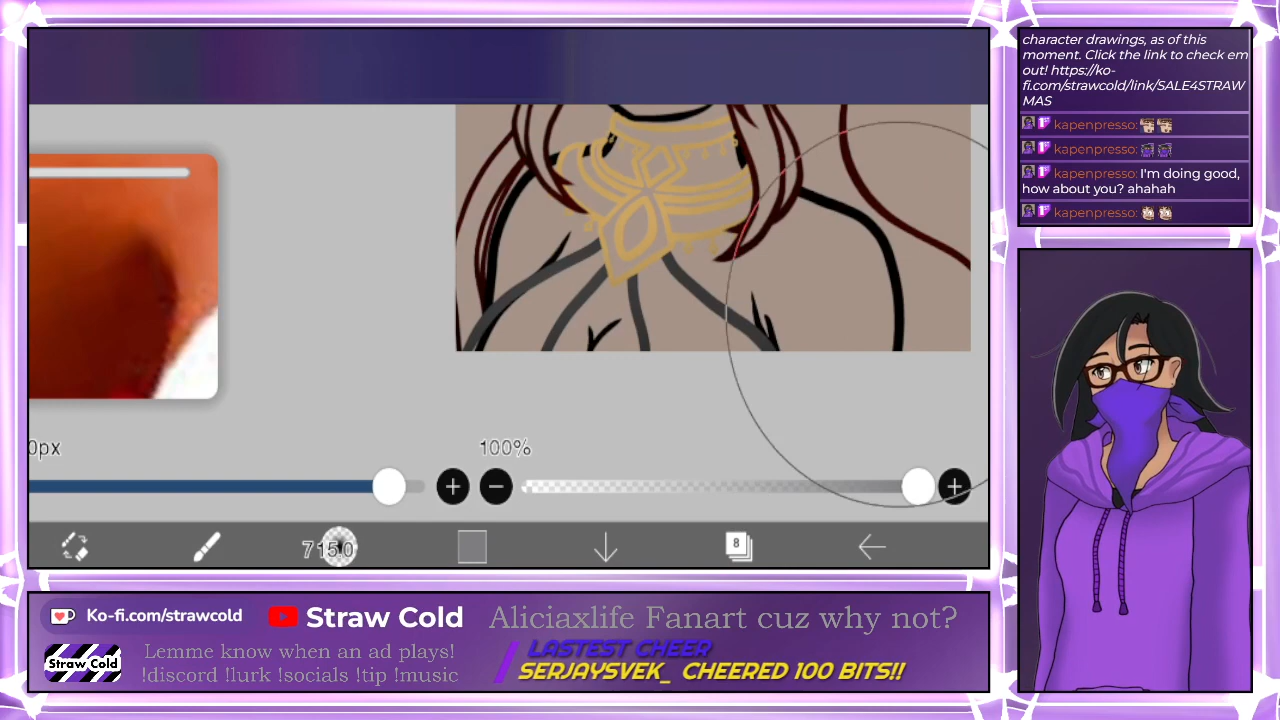 character drawings, as of this
moment. Click the link to check em
out! https://ko-
fi.com/strawcold/link/SALE4STRAW
MAS
kapenpresso:
kapenpresso:
kapenpresso: I'm doing good,
how about you? ahahah
kapenpresso:
0px
100%
715.0
8
Ko-fi.com/strawcold
Straw Cold
Aliciaxlife Fanart cuz why not?
Straw Cold
Lemme know when an ad plays!
!discord !lurk !socials !tip !music
LASTEST CHEER
SERJAYSVEK_ CHEERED 100 BITS!!